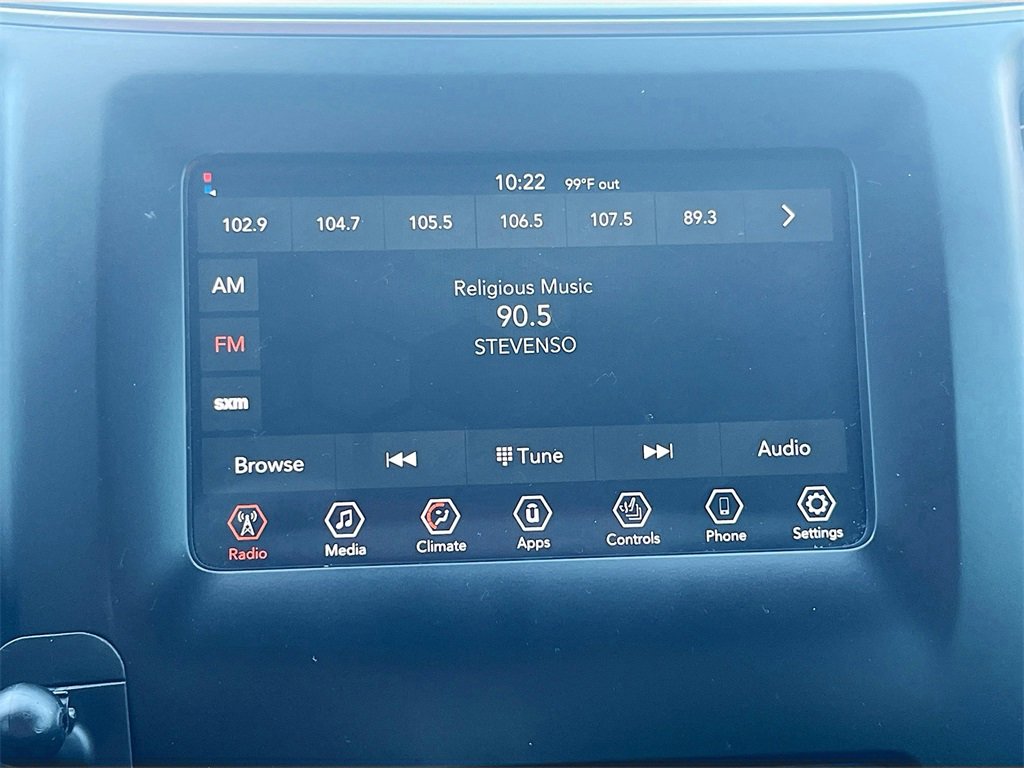 10:22 99°F out
102.9 104.7 105.5 106.5 107.5 89.3
AM
Religious Music
90.5
FM
STEVENSO
sxm
Browse Tune Audio
Radio Media Climate Apps Controls Phone Settings